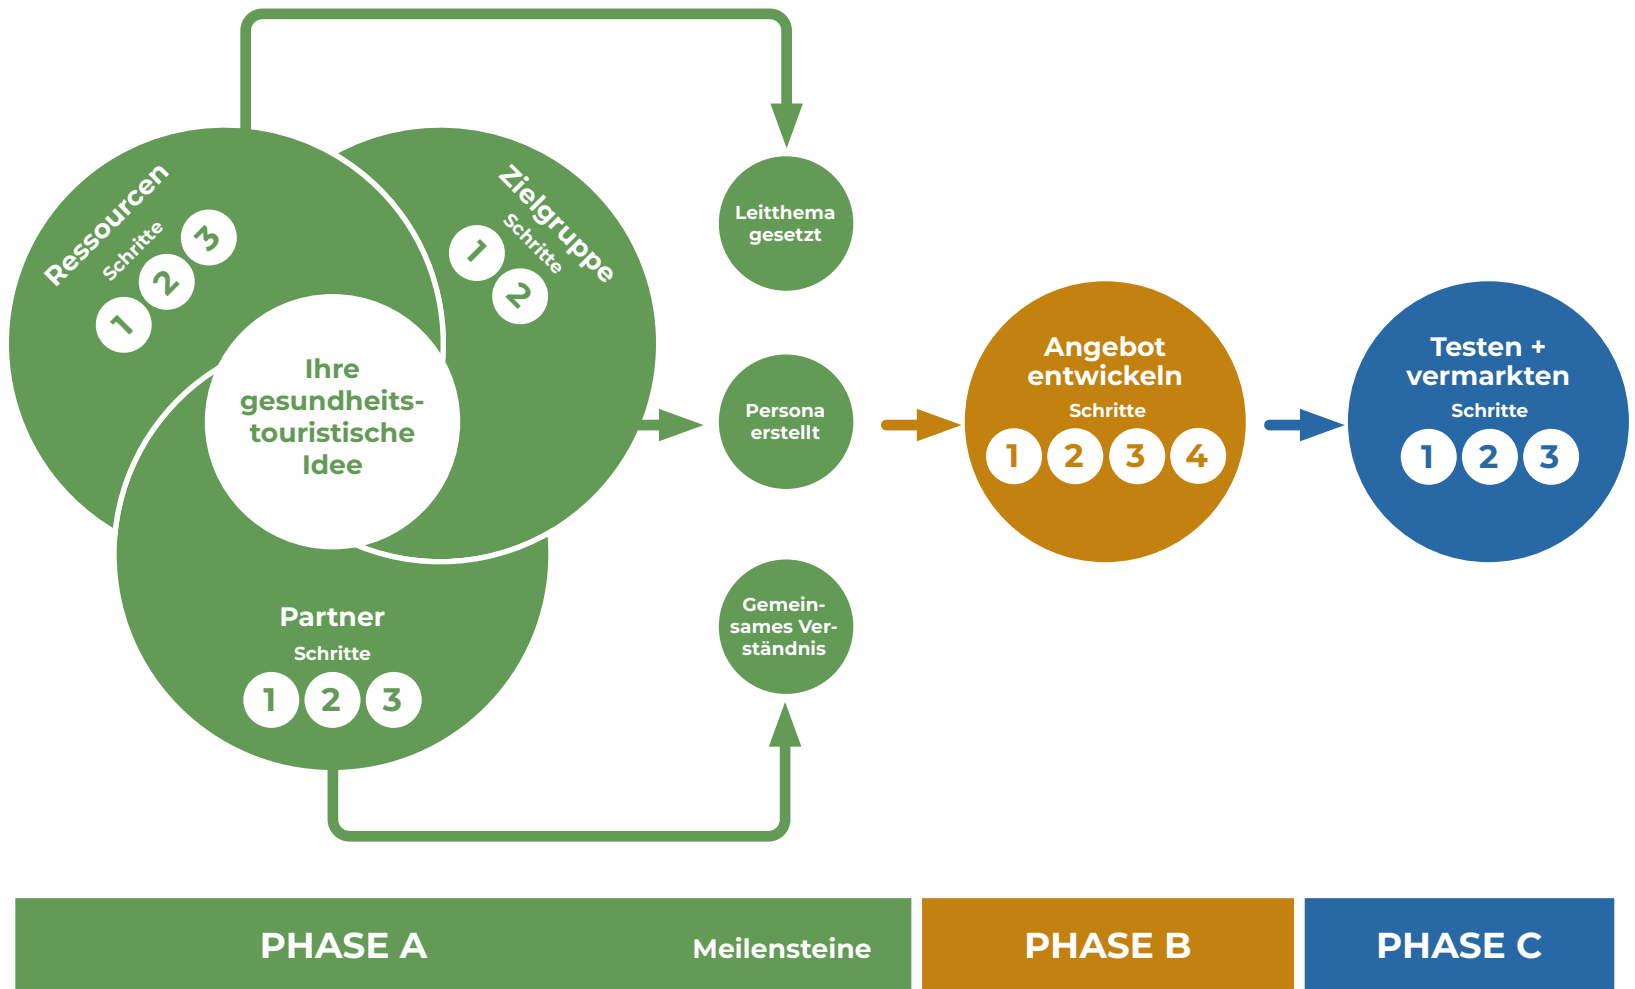 Ressourcen
Schritte
1 2 3
Zielgruppe
Schritte
1 2
Ihre
gesundheits-
touristische
Idee
Partner
Schritte
1 2 3
Leitthema
gesetzt
Persona
erstellt
Gemein-
sames Ver-
ständnis
Angebot
entwickeln
Schritte
1 2 3 4
Testen +
vermarkten
Schritte
1 2 3
PHASE A
Meilensteine
PHASE B
PHASE C